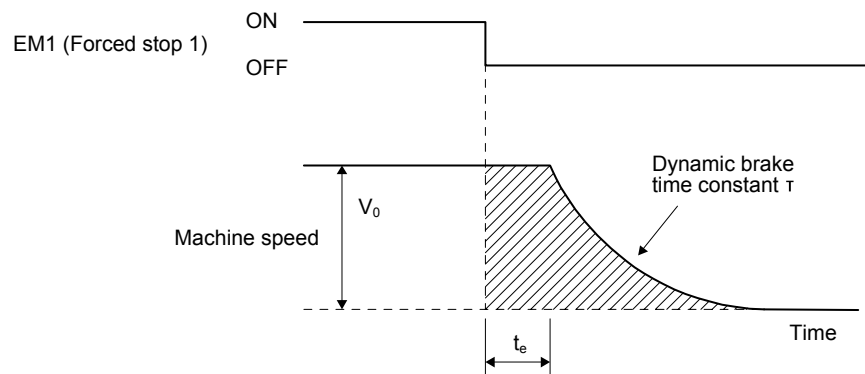 ON
EM1 (Forced stop 1)
OFF
Dynamic brake
time constant τ
V₀
Machine speed
Time
tₑ